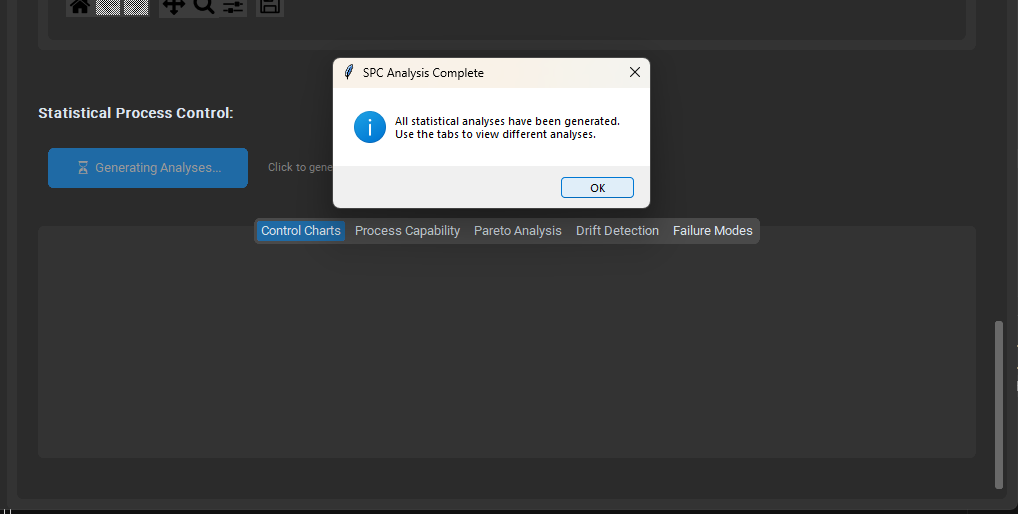 SPC Analysis Complete
All statistical analyses have been generated.
Use the tabs to view different analyses.
OK
Statistical Process Control:
Generating Analyses...
Click to gene
Control Charts Process Capability Pareto Analysis Drift Detection Failure Modes